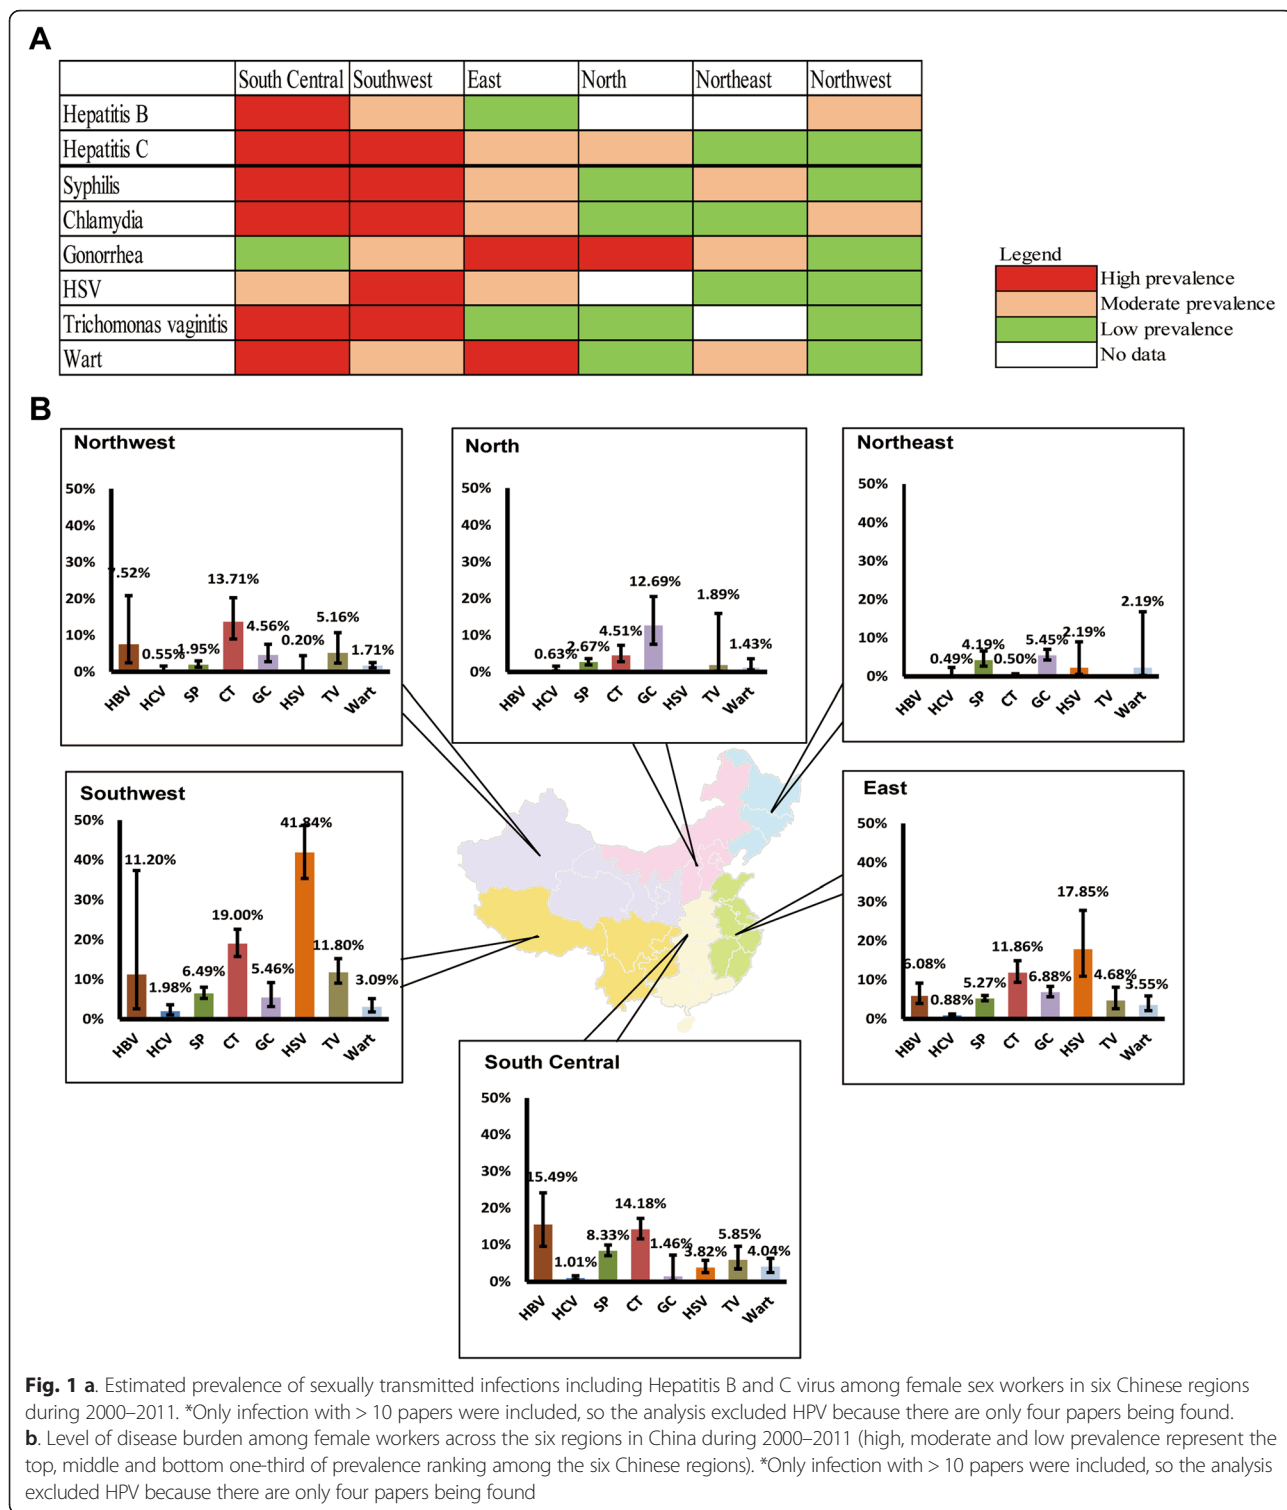 A
South Central Southwest East North Northeast Northwest
Hepatitis B
Hepatitis C
Syphilis
Chlamydia
Gonorrhea
HSV
Trichomonas vaginitis
Wart
Legend
High prevalence
Moderate prevalence
Low prevalence
No data
B
Northwest
50%
40%
30%
20%
10%
0%
7.52%
0.55%
1.95%
13.71%
4.56%
0.20%
5.16%
1.71%
HBV HCV SP CT GC HSV TV Wart
North
50%
40%
30%
20%
10%
0%
0.63%
2.67%
4.51%
12.69%
1.89%
1.43%
HBV HCV SP CT GC HSV TV Wart
Northeast
50%
40%
30%
20%
10%
0%
0.49%
4.19%
0.50%
5.45%
2.19%
2.19%
HBV HCV SP CT GC HSV TV Wart
Southwest
50%
40%
30%
20%
10%
0%
11.20%
1.98%
6.49%
19.00%
5.46%
41.84%
11.80%
3.09%
HBV HCV SP CT GC HSV TV Wart
East
50%
40%
30%
20%
10%
0%
6.08%
0.88%
5.27%
11.86%
6.88%
17.85%
4.68%
3.55%
HBV HCV SP CT GC HSV TV Wart
South Central
50%
40%
30%
20%
10%
0%
15.49%
1.01%
8.33%
14.18%
1.46%
3.82%
5.85%
4.04%
HBV HCV SP CT GC HSV TV Wart
Fig. 1 a. Estimated prevalence of sexually transmitted infections including Hepatitis B and C virus among female sex workers in six Chinese regions
during 2000–2011. *Only infection with > 10 papers were included, so the analysis excluded HPV because there are only four papers being found.
b. Level of disease burden among female workers across the six regions in China during 2000–2011 (high, moderate and low prevalence represent the
top, middle and bottom one-third of prevalence ranking among the six Chinese regions). *Only infection with > 10 papers were included, so the analysis
excluded HPV because there are only four papers being found